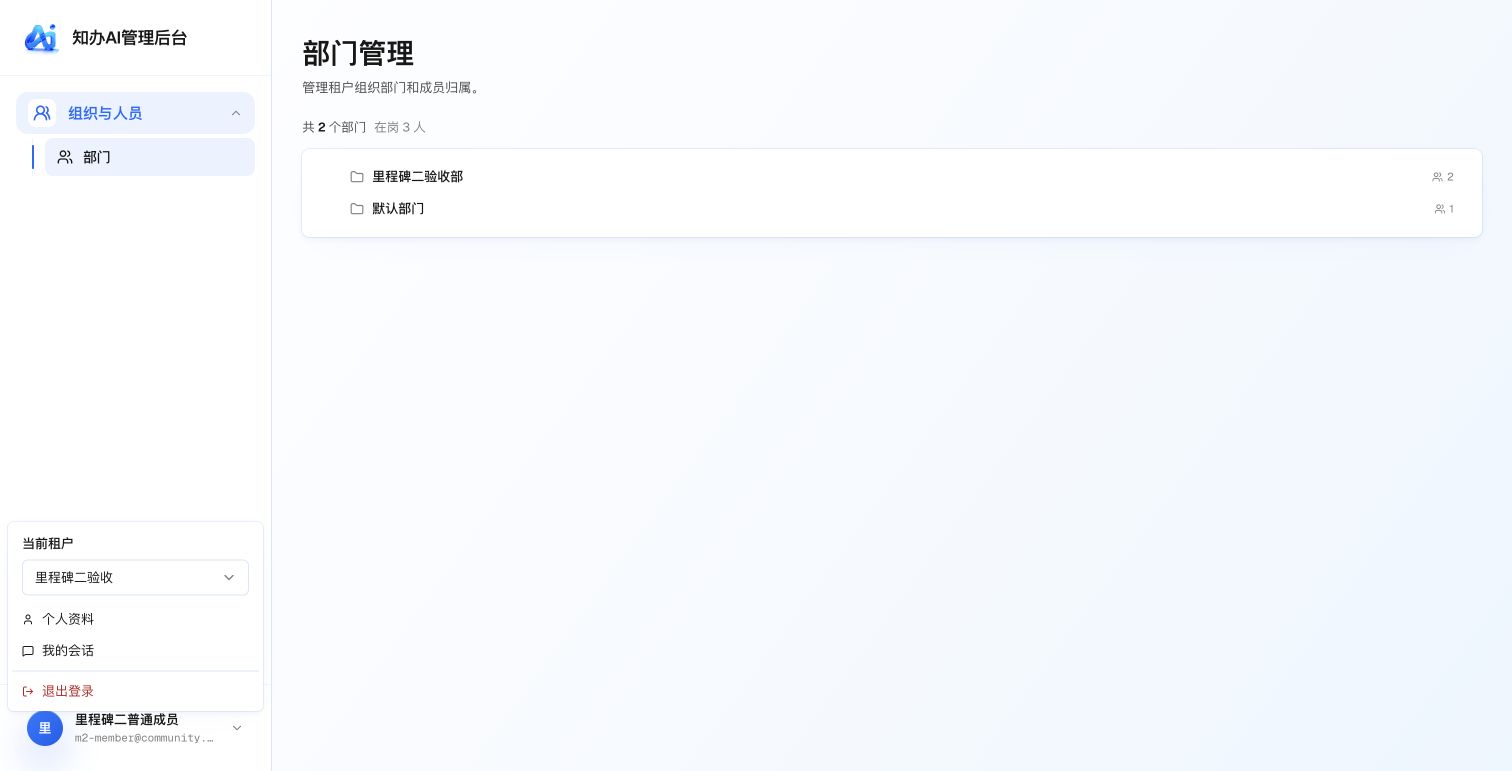 知办AI管理后台
组织与人员
部门
部门管理
管理租户组织部门和成员归属。
共 2 个部门 在岗 3 人
里程碑二验收部 2
默认部门 1
当前租户
里程碑二验收
个人资料
我的会话
退出登录
里
里程碑二普通成员
m2-member@community.…